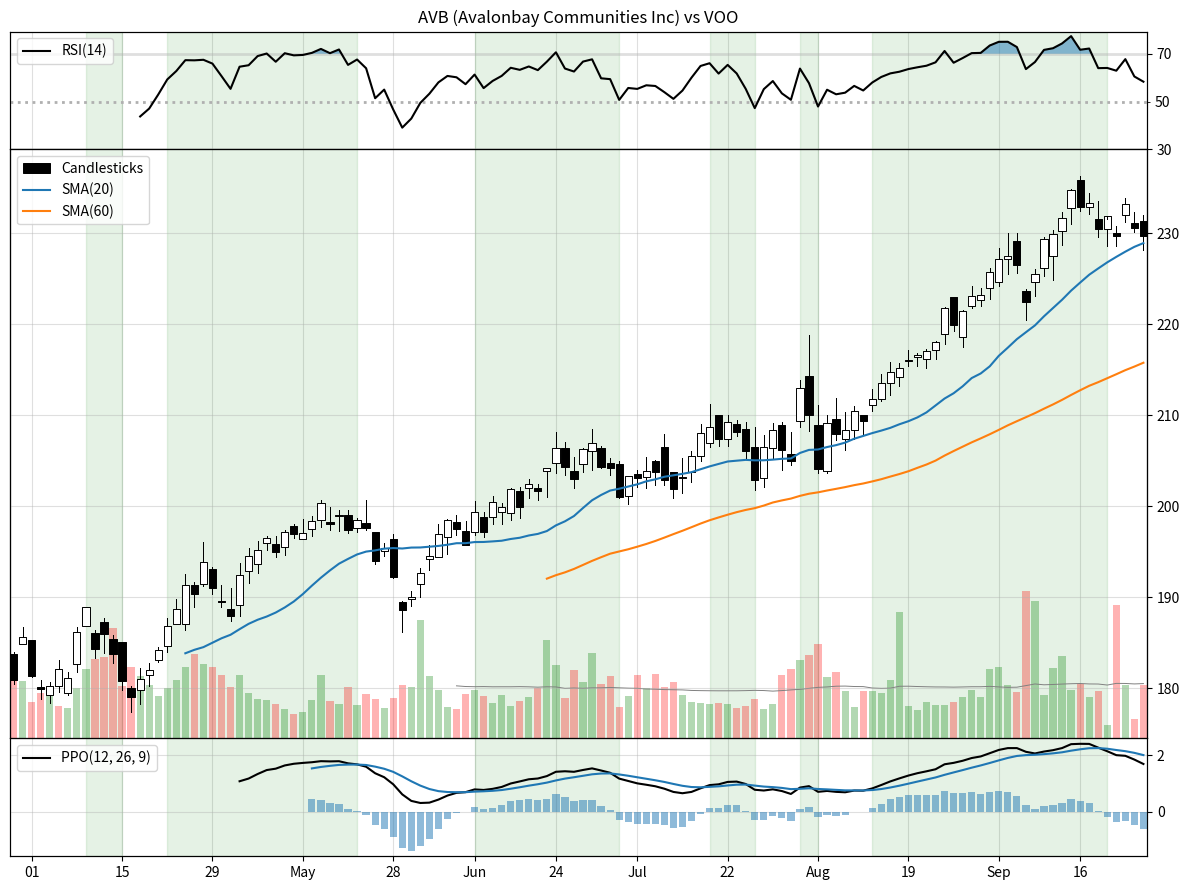 AVB (Avalonbay Communities Inc) vs VOO
RSI(14)
70
50
30
Candlesticks
SMA(20)
SMA(60)
230
220
210
200
190
180
PPO(12, 26, 9)
2
0
01 15 29 May 28 Jun 24 Jul 22 Aug 19 Sep 16